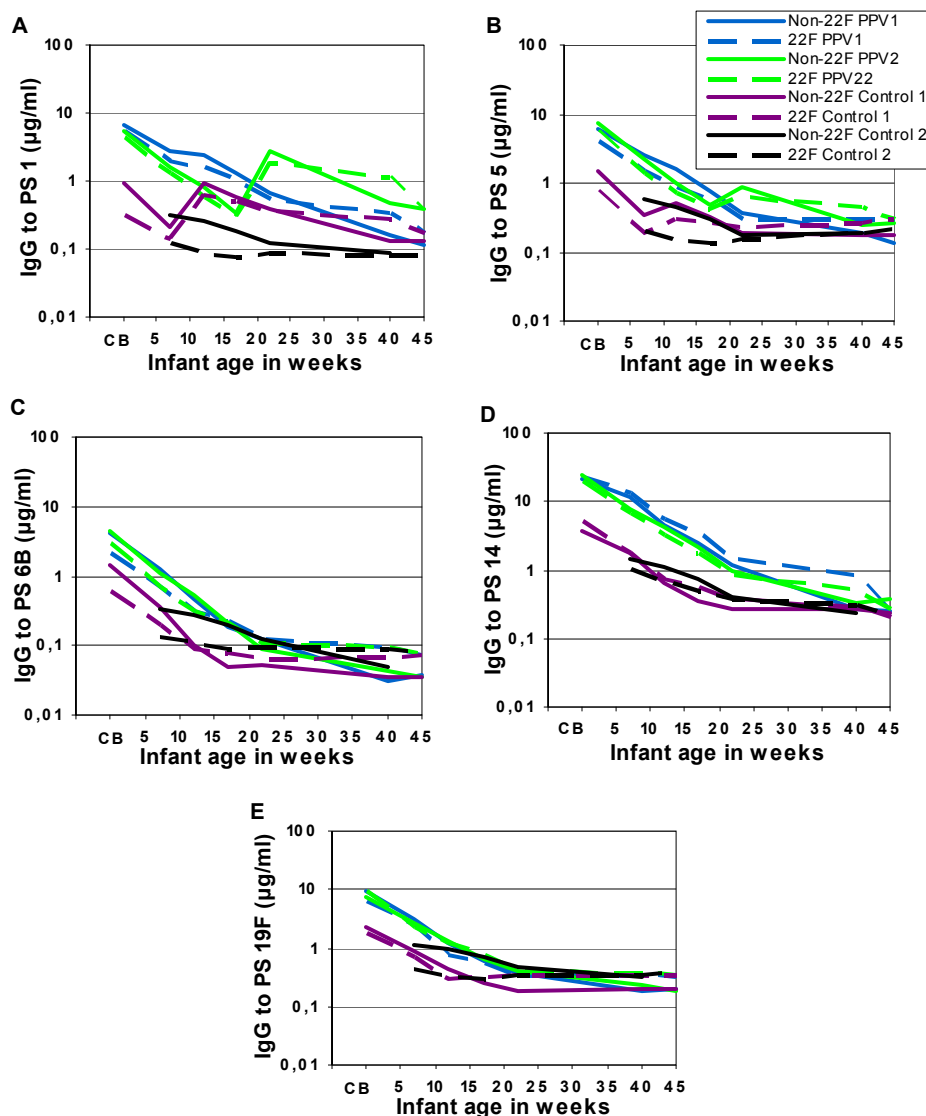 A
IgG to PS 1 (µg/ml)
100
10
1
0,1
0,01
CB 5 10 15 20 25 30 35 40 45
Infant age in weeks
B
IgG to PS 5 (µg/ml)
100
10
1
0,1
0,01
CB 5 10 15 20 25 30 35 40 45
Infant age in weeks
Non-22F PPV1
22F PPV1
Non-22F PPV2
22F PPV22
Non-22F Control 1
22F Control 1
Non-22F Control 2
22F Control 2
C
IgG to PS 6B (µg/ml)
100
10
1
0,1
0,01
CB 5 10 15 20 25 30 35 40 45
Infant age in weeks
D
IgG to PS 14 (µg/ml)
100
10
1
0,1
0,01
CB 5 10 15 20 25 30 35 40 45
Infant age in weeks
E
IgG to PS 19F (µg/ml)
100
10
1
0,1
0,01
CB 5 10 15 20 25 30 35 40 45
Infant age in weeks